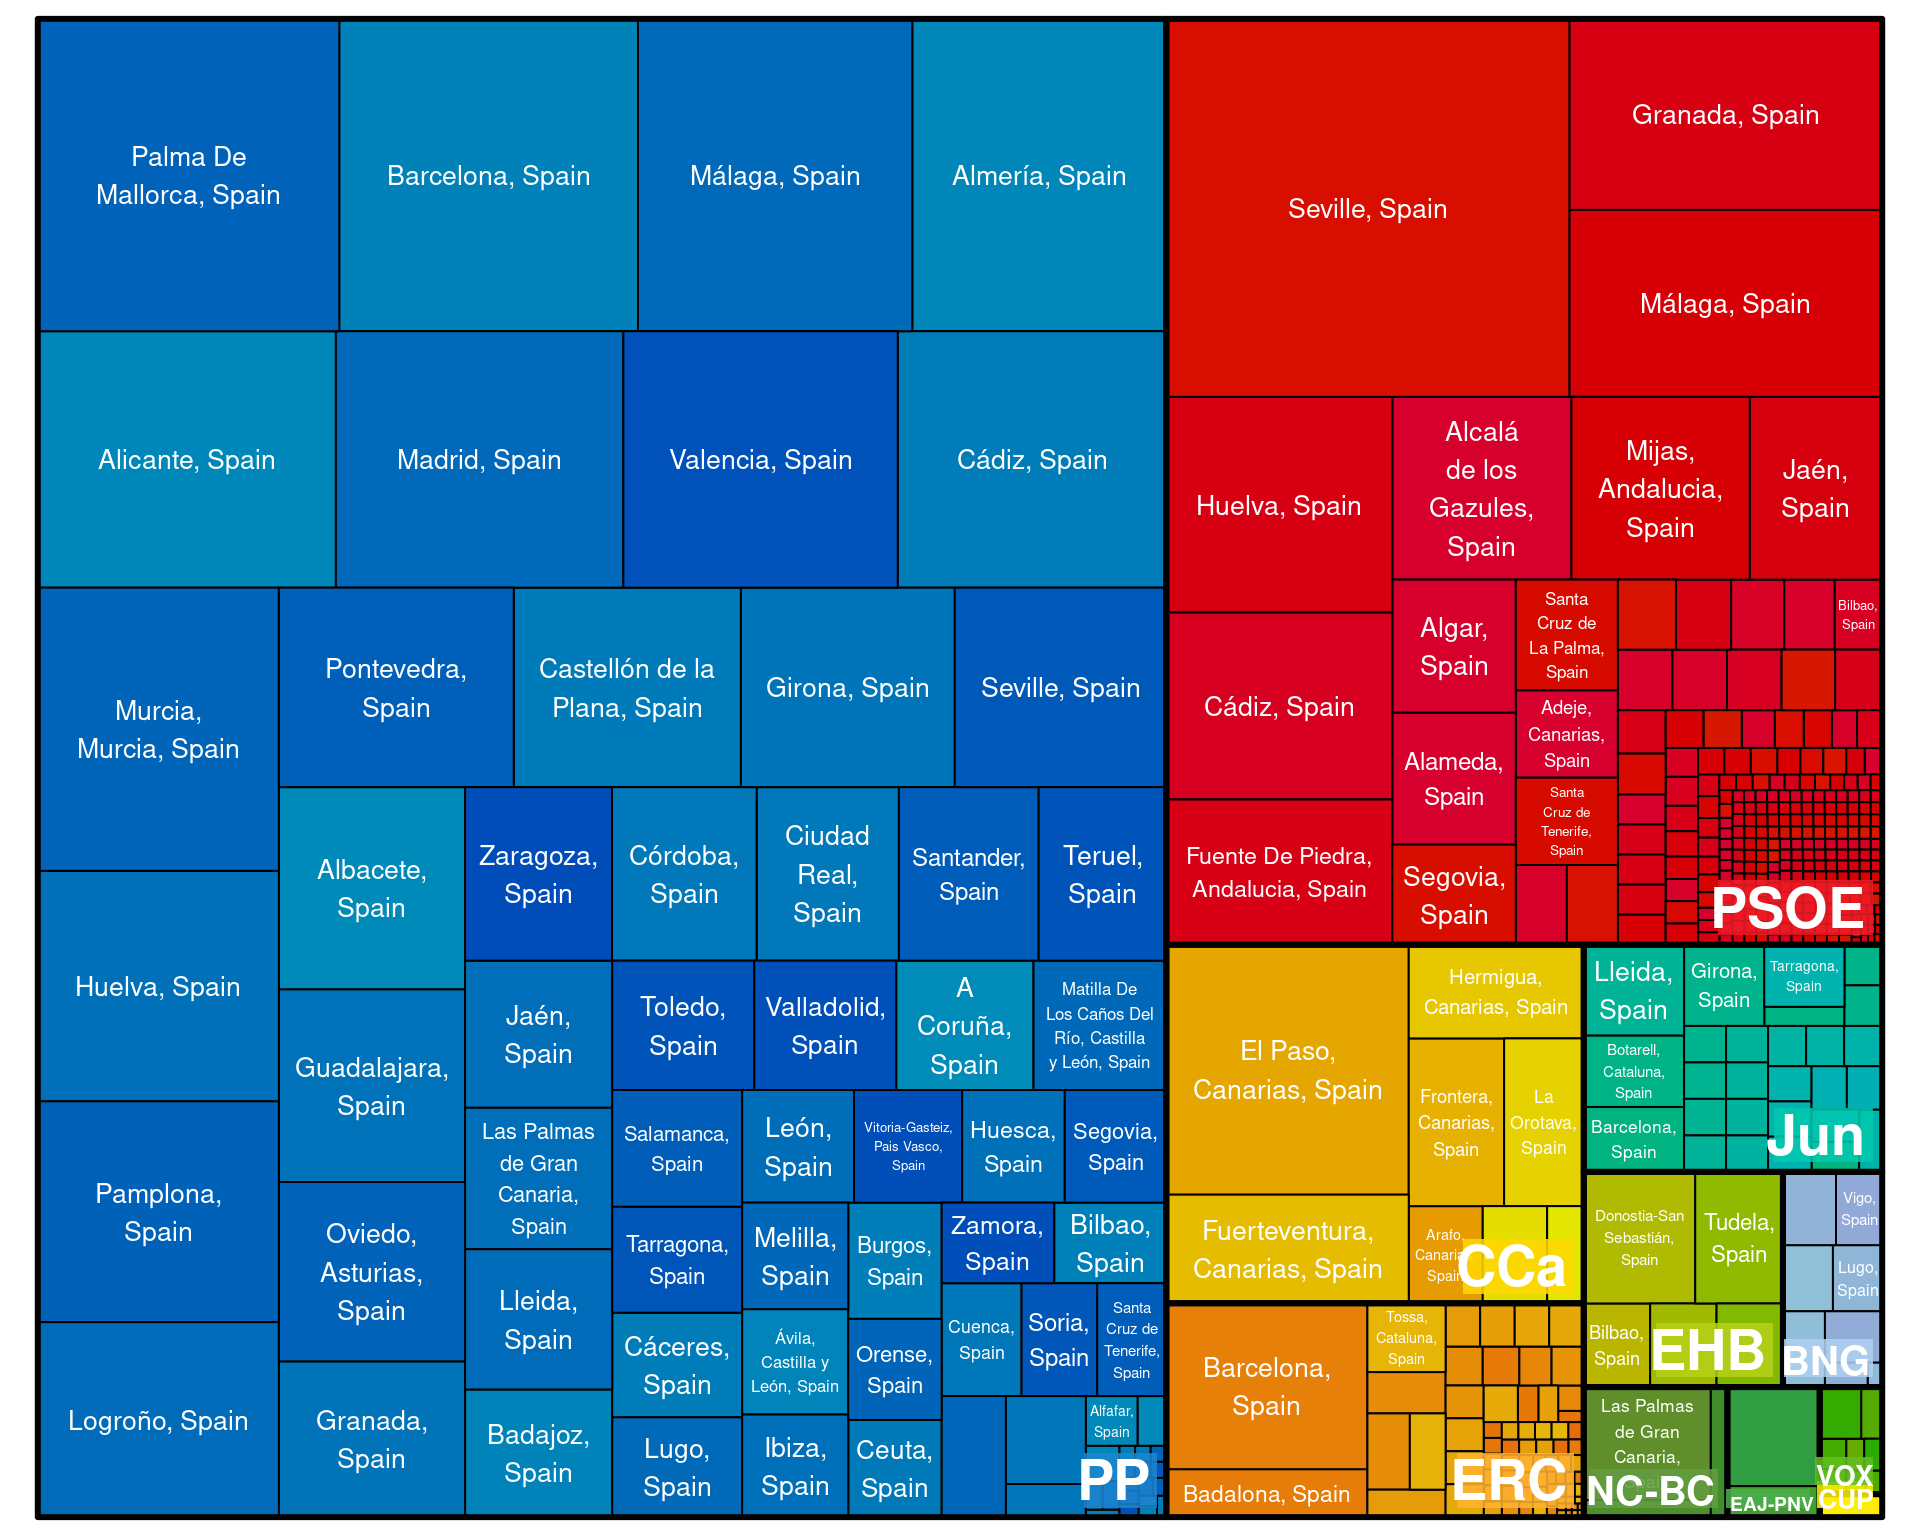 Palma De
Mallorca, Spain
Barcelona, Spain
Málaga, Spain
Almería, Spain
Alicante, Spain
Madrid, Spain
Valencia, Spain
Cádiz, Spain
Murcia,
Murcia, Spain
Pontevedra,
Spain
Castellón de la
Plana, Spain
Girona, Spain
Seville, Spain
Huelva, Spain
Pamplona,
Spain
Logroño, Spain
Albacete,
Spain
Guadalajara,
Spain
Oviedo,
Asturias,
Spain
Granada,
Spain
Zaragoza,
Spain
Córdoba,
Spain
Ciudad
Real,
Spain
Santander,
Spain
Teruel,
Spain
Jaén,
Spain
Las Palmas
de Gran
Canaria,
Spain
Lleida,
Spain
Badajoz,
Spain
Toledo,
Spain
Valladolid,
Spain
A
Coruña,
Spain
Matilla De
Los Caños Del
Río, Castilla
y León, Spain
Salamanca,
Spain
León,
Spain
Vitoria-Gasteiz,
Pais Vasco,
Spain
Huesca,
Spain
Segovia,
Spain
Tarragona,
Spain
Melilla,
Spain
Burgos,
Spain
Zamora,
Spain
Bilbao,
Spain
Cáceres,
Spain
Ávila,
Castilla y
León, Spain
Orense,
Spain
Cuenca,
Spain
Soria,
Spain
Santa
Cruz de
Tenerife,
Spain
Lugo,
Spain
Ibiza,
Spain
Ceuta,
Spain
Alfafar,
Spain
PP
Seville, Spain
Granada, Spain
Málaga, Spain
Huelva, Spain
Cádiz, Spain
Fuente De Piedra,
Andalucia, Spain
Alcalá
de los
Gazules,
Spain
Mijas,
Andalucia,
Spain
Jaén,
Spain
Algar,
Spain
Alameda,
Spain
Segovia,
Spain
Santa
Cruz de
La Palma,
Spain
Adeje,
Canarias,
Spain
Santa
Cruz de
Tenerife,
Spain
Bilbao,
Spain
PSOE
El Paso,
Canarias, Spain
Fuerteventura,
Canarias, Spain
Hermigua,
Canarias, Spain
Frontera,
Canarias,
Spain
La
Orotava,
Spain
Arafo,
Canarias,
Spain
CCa
Barcelona,
Spain
Badalona, Spain
Tossa,
Cataluna,
Spain
ERC
Lleida,
Spain
Girona,
Spain
Tarragona,
Spain
Botarell,
Cataluna,
Spain
Barcelona,
Spain
Jun
Donostia-San
Sebastián,
Spain
Tudela,
Spain
Bilbao,
Spain
EHB
Vigo,
Spain
Lugo,
Spain
BNG
Las Palmas
de Gran
Canaria,
NC-BC
EAJ-PNV
VOX
CUP